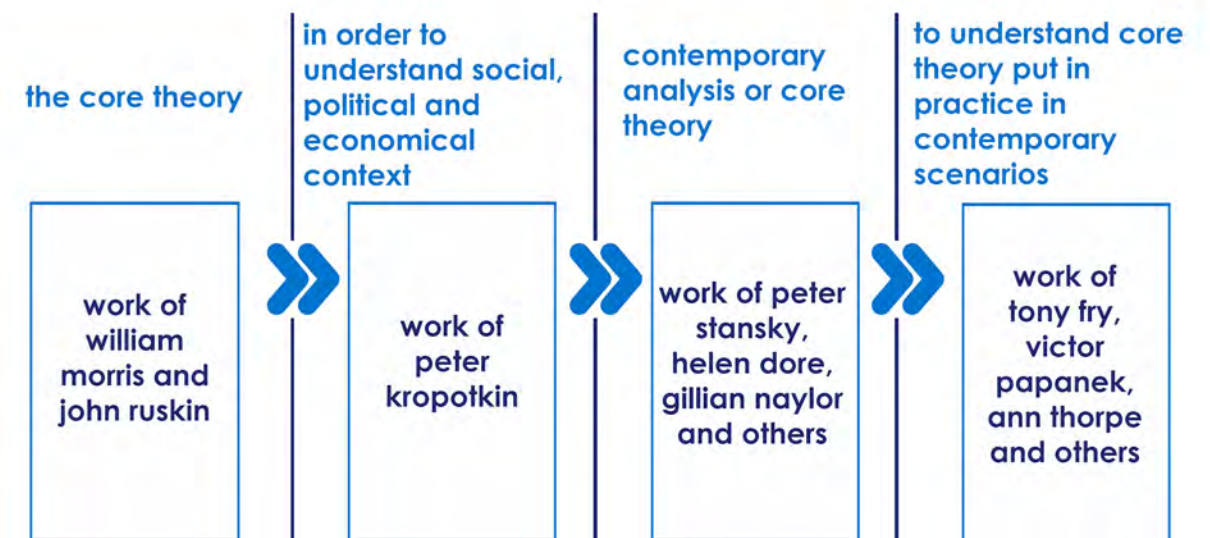 the core theory
in order to
understand social,
political and
economical
context
contemporary
analysis or core
theory
to understand core
theory put in
practice in
contemporary
scenarios
work of
william
morris and
john ruskin
work of
peter
kropotkin
work of peter
stansky,
helen dore,
gillian naylor
and others
work of
tony fry,
victor
papanek,
ann thorpe
and others